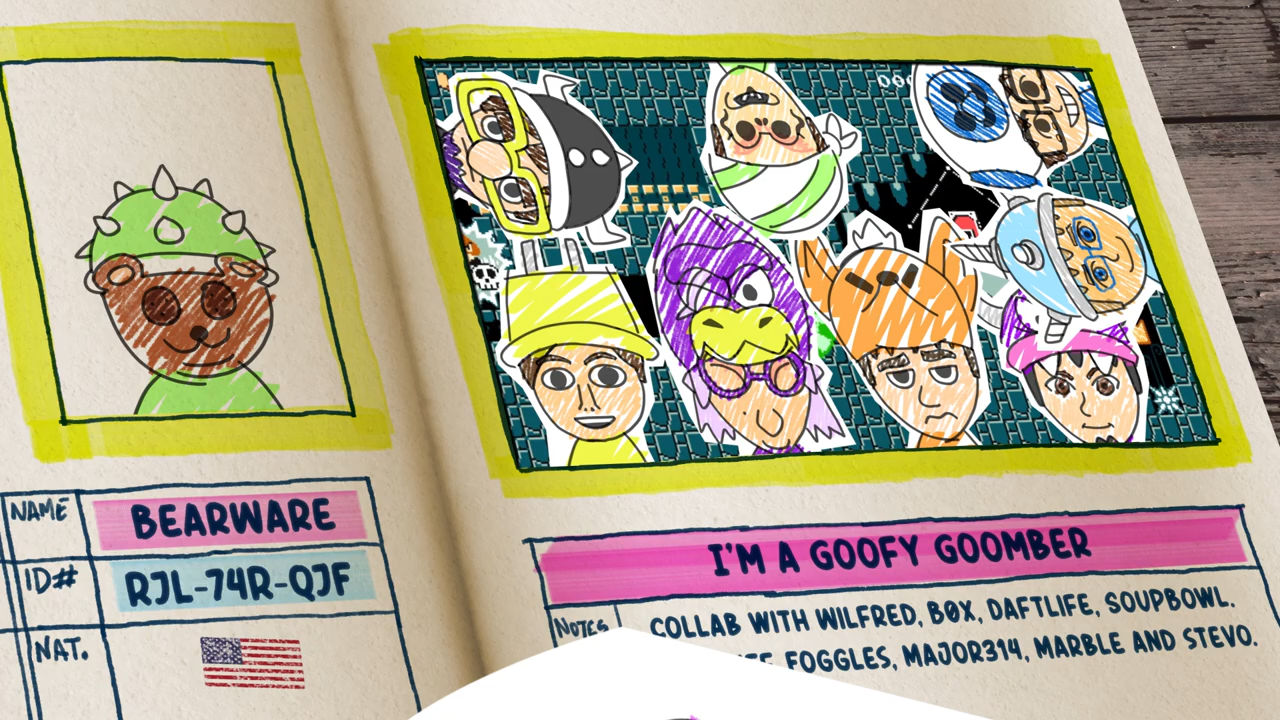 NAME BEARWARE
ID# RJL-74R-QJF
NAT.
I'M A GOOFY GOOMBER
NOTES COLLAB WITH WILFRED, BØX, DAFTLIFE, SOUPBOWL.
FOGGLES, MAJOR314, MARBLE AND STEVO.